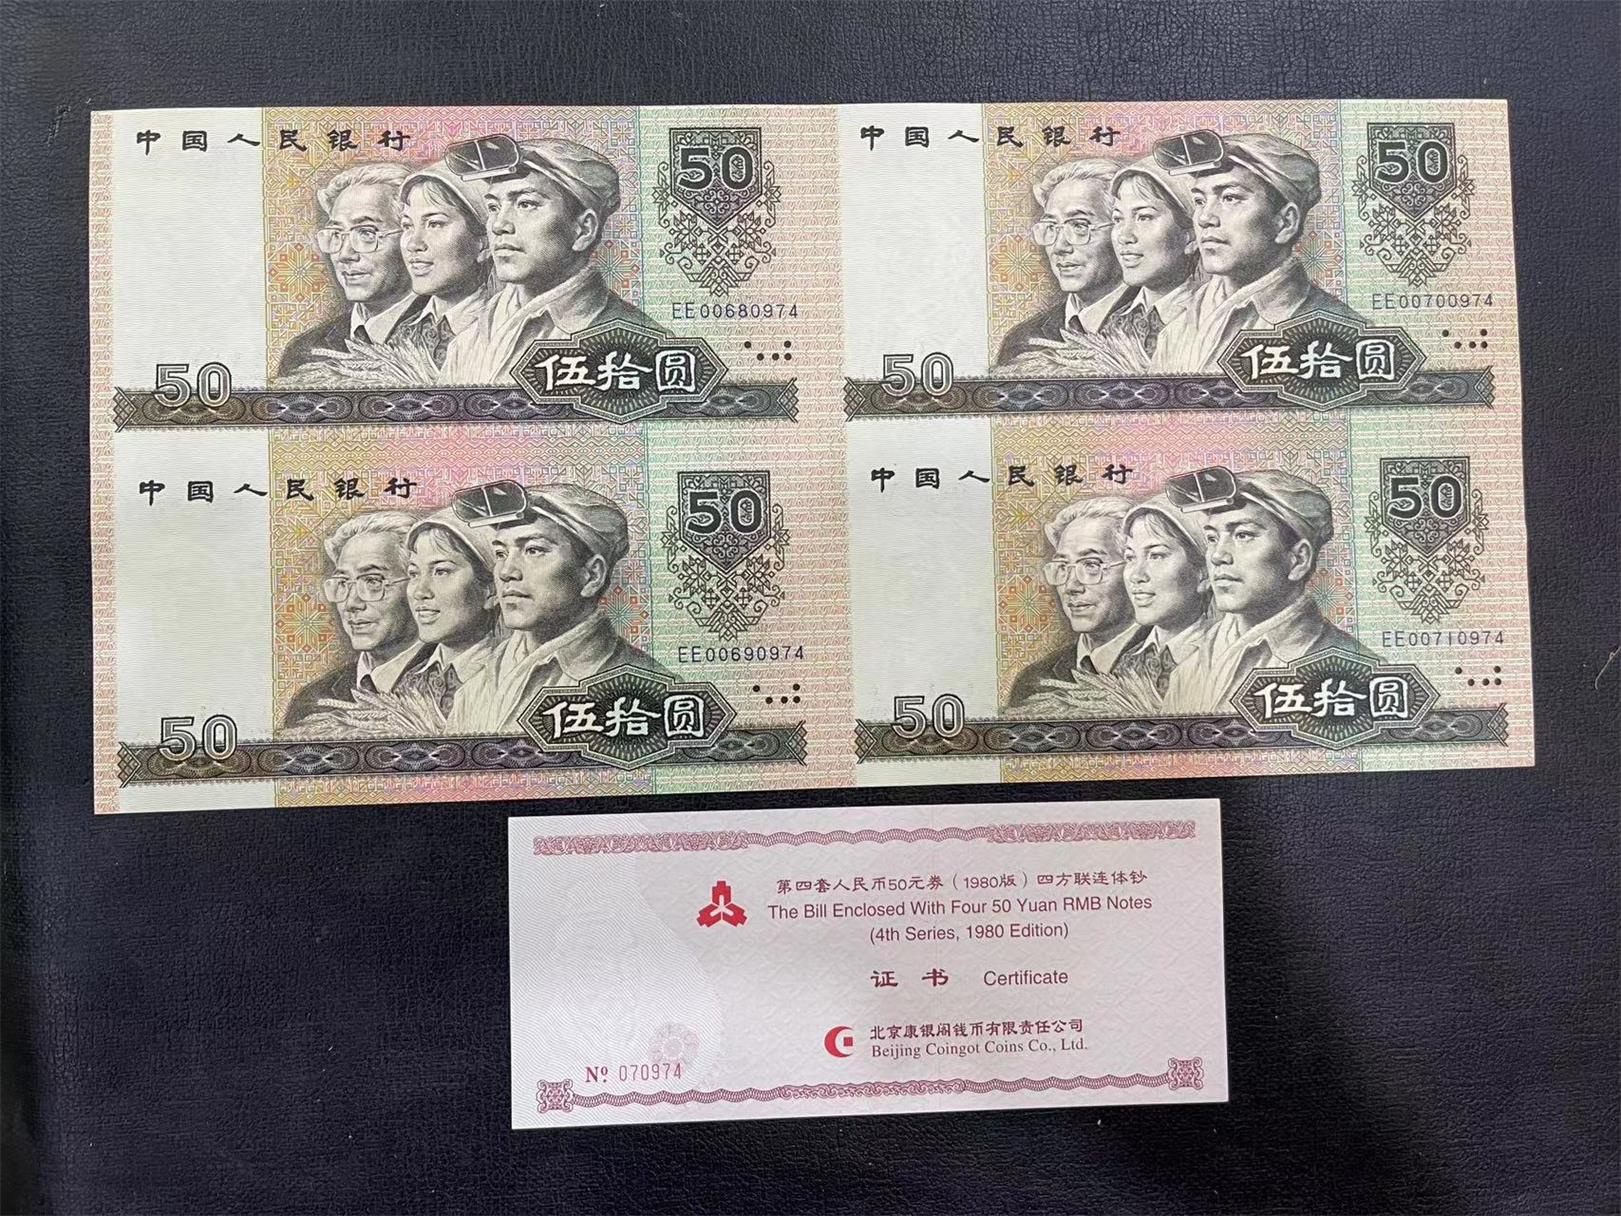 中国人民银行
50
EE00680974
50
伍拾圆
中国人民银行
50
EE00700974
50
伍拾圆
中国人民银行
50
EE00690974
50
伍拾圆
中国人民银行
50
EE00710974
50
伍拾圆
第四套人民币50元券（1980版）四方联连体钞
The Bill Enclosed With Four 50 Yuan RMB Notes
(4th Series, 1980 Edition)
证书 Certificate
北京康银阁钱币有限责任公司
Beijing Coingot Coins Co., Ltd.
Nº 070974